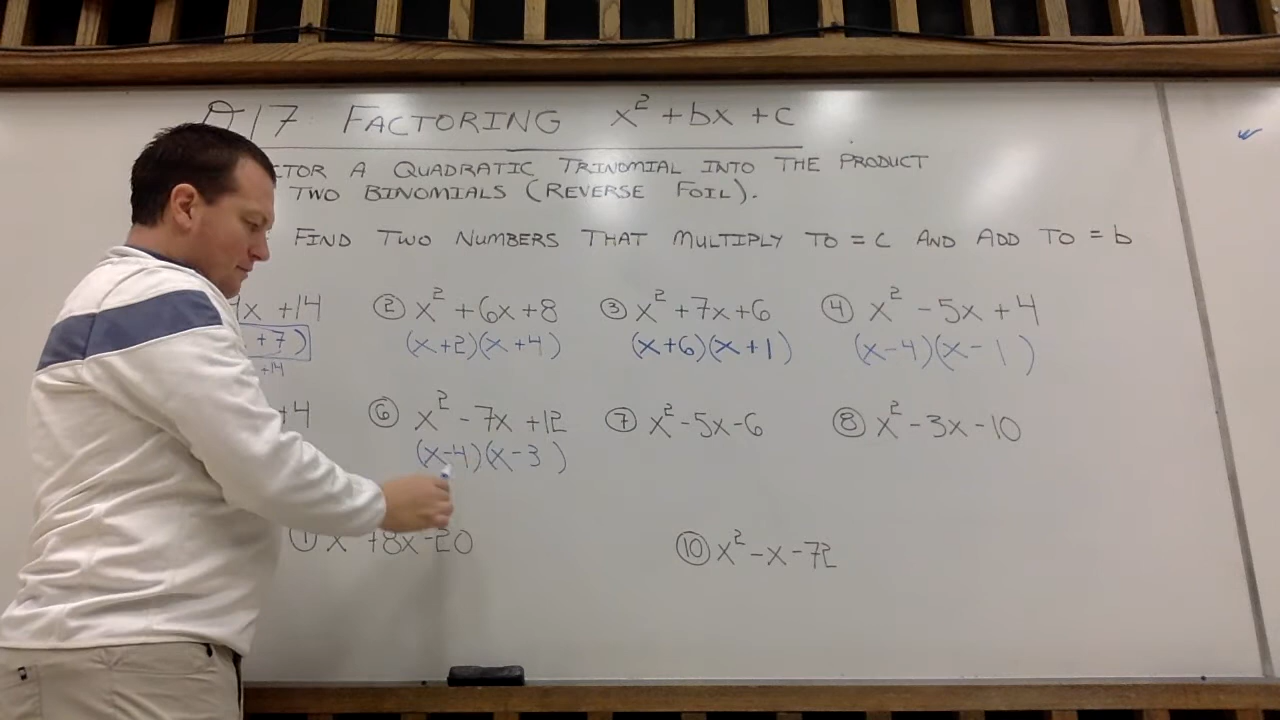 D17 FACTORING x² + bx + c
A QUADRATIC TRINOMIAL INTO THE PRODUCT
TWO BINOMIALS (REVERSE FOIL).
FIND TWO NUMBERS THAT MULTIPLY TO = C AND ADD TO = b
x +14 ② x² + 6x + 8 ③ x² + 7x + 6 ④ x² - 5x + 4
+7) (x+2)(x+4) (x+6)(x+1) (x-4)(x-1)
+14
+4 ⑥ x² - 7x + 12 ⑦ x² - 5x - 6 ⑧ x² - 3x - 10
(x-4)(x-3)
+8x-20 ⑩ x² - x - 72